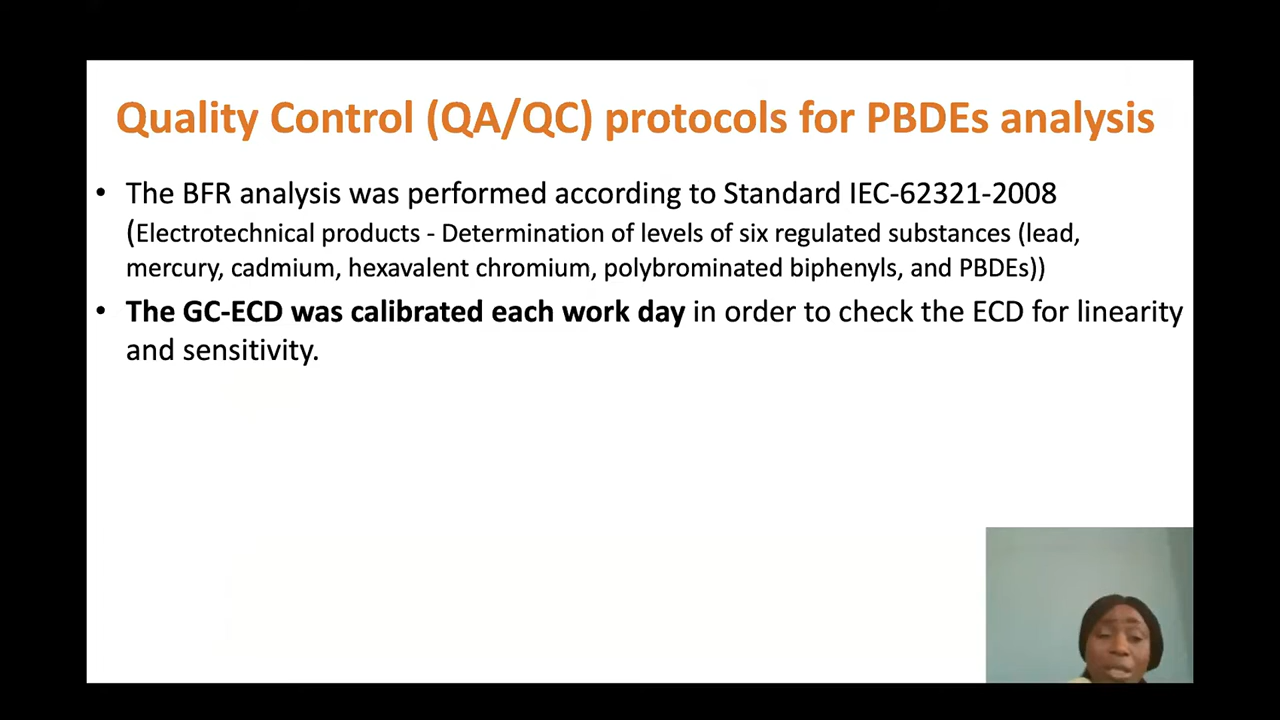 Quality Control (QA/QC) protocols for PBDEs analysis
• The BFR analysis was performed according to Standard IEC-62321-2008
(Electrotechnical products - Determination of levels of six regulated substances (lead,
mercury, cadmium, hexavalent chromium, polybrominated biphenyls, and PBDEs))
• The GC-ECD was calibrated each work day in order to check the ECD for linearity
and sensitivity.